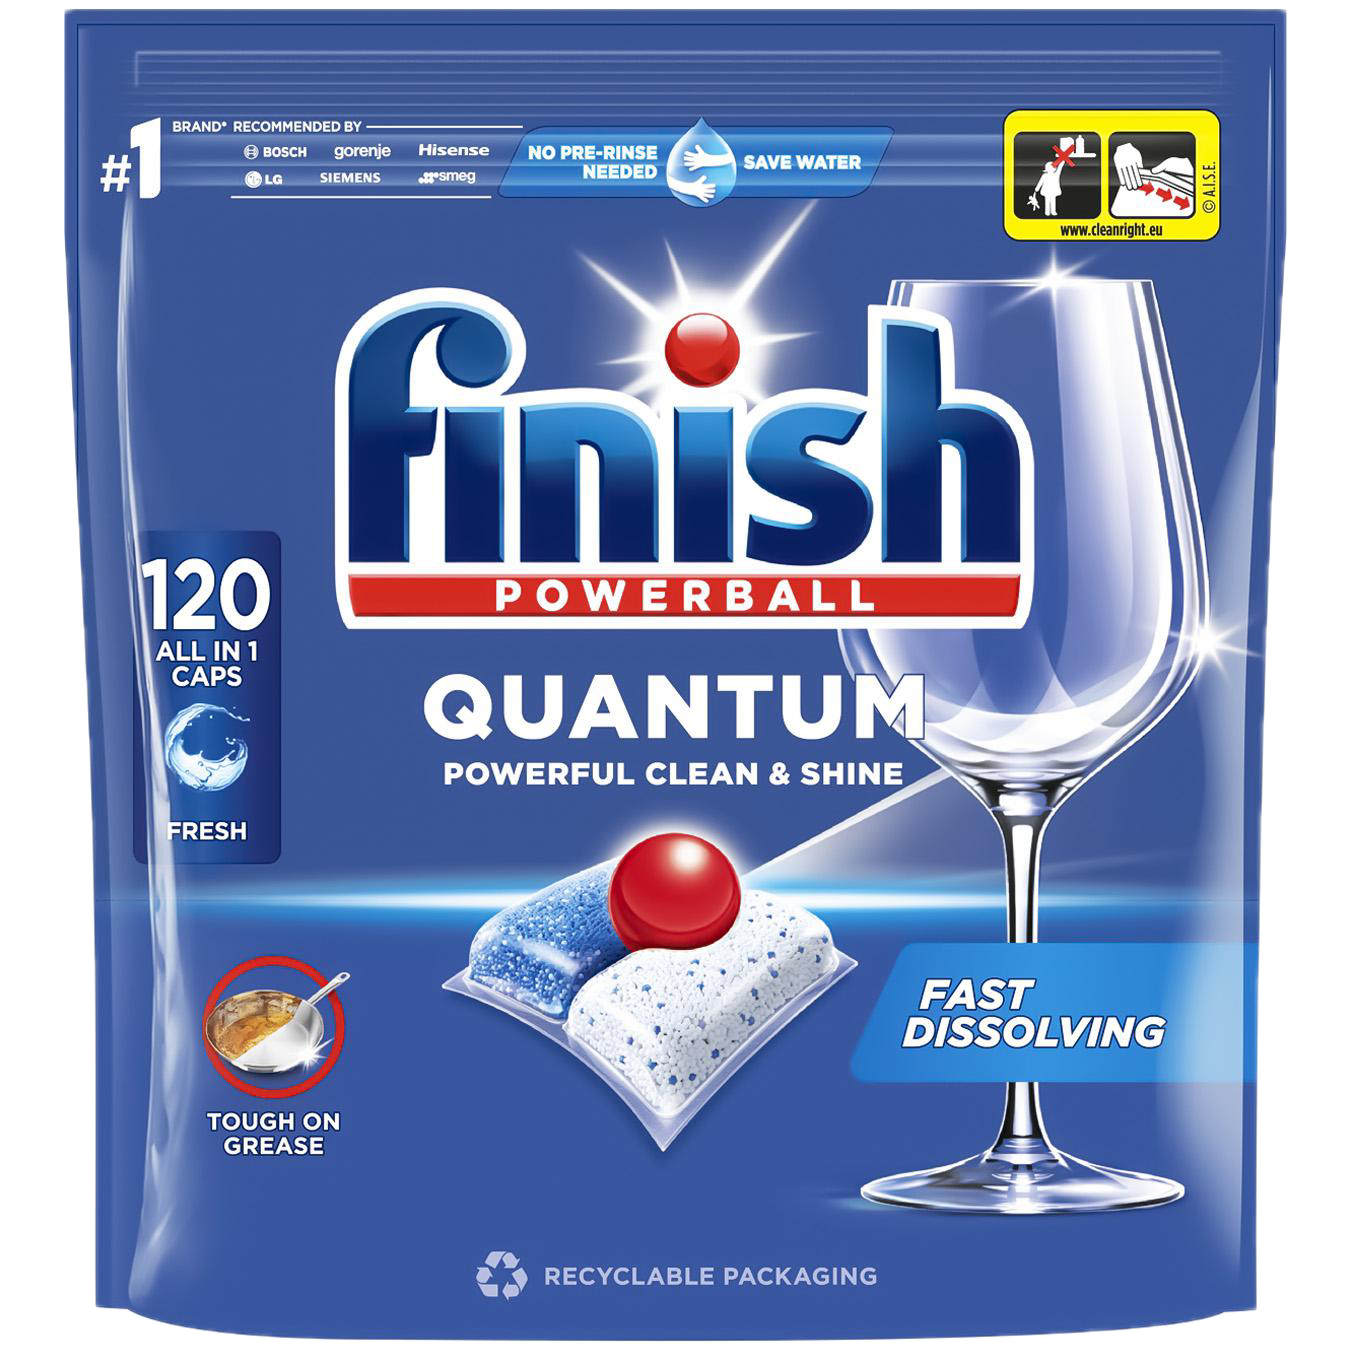 #1
BRAND* RECOMMENDED BY
BOSCH gorenje Hisense
LG SIEMENS smeg
NO PRE-RINSE
NEEDED
SAVE WATER
www.cleanright.eu
© A.I.S.E.
finish
POWERBALL
120
ALL IN 1
CAPS
FRESH
QUANTUM
POWERFUL CLEAN & SHINE
FAST
DISSOLVING
TOUGH ON
GREASE
RECYCLABLE PACKAGING